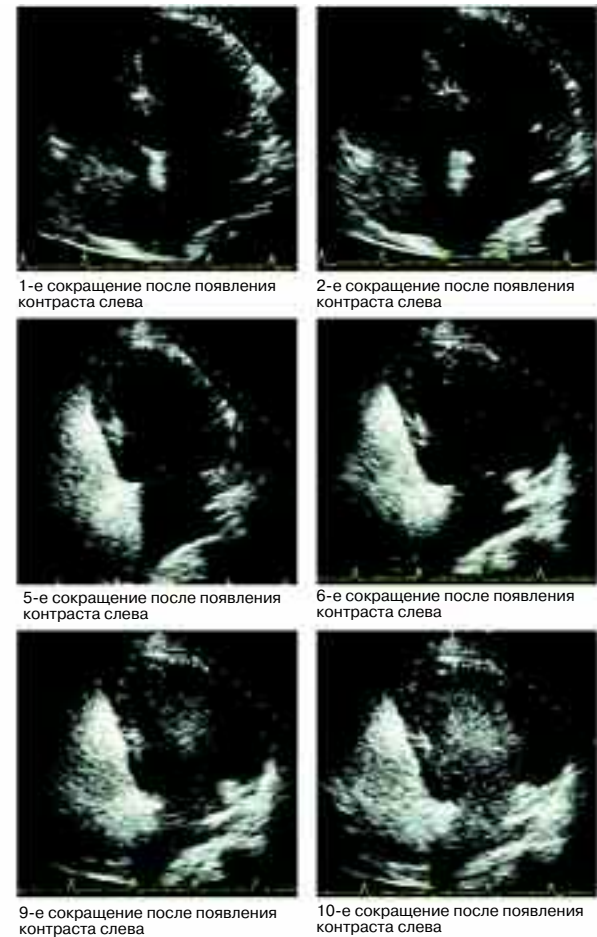 1-е сокращение после появления
контраста слева
2-е сокращение после появления
контраста слева
5-е сокращение после появления
контраста слева
6-е сокращение после появления
контраста слева
9-е сокращение после появления
контраста слева
10-е сокращение после появления
контраста слева